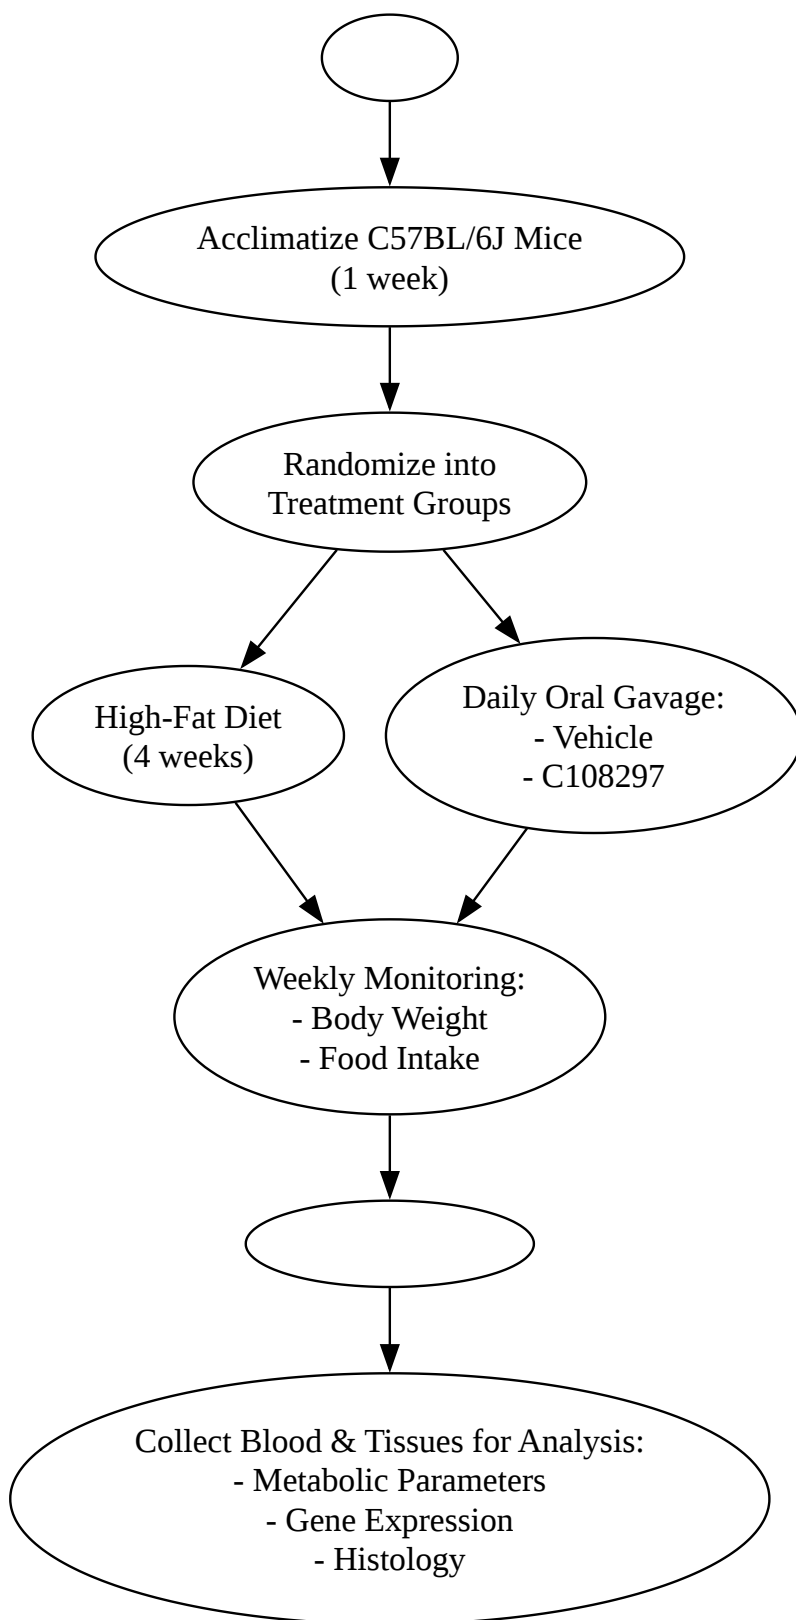 Acclimatize C57BL/6J Mice
(1 week)
Randomize into
Treatment Groups
High-Fat Diet
(4 weeks)
Daily Oral Gavage:
- Vehicle
- C108297
Weekly Monitoring:
- Body Weight
- Food Intake
Collect Blood & Tissues for Analysis:
- Metabolic Parameters
- Gene Expression
- Histology